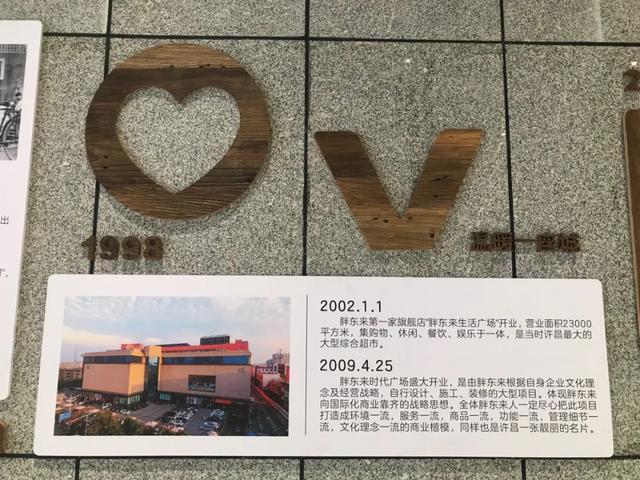 OV
1998
温暖一座城
2002.1.1
胖东来第一家旗舰店"胖东来生活广场"开业，营业面积23000
平方米，集购物、休闲、餐饮、娱乐于一体，是当时许昌最大的
大型综合超市。
2009.4.25
胖东来时代广场盛大开业，是由胖东来根据自身企业文化理
念及经营战略，自行设计、施工、装修的大型项目。体现胖东来
向国际化商业靠齐的战略思想。全体胖东来人一定尽心把此项目
打造成环境一流，服务一流，商品一流，功能一流，管理细节一
流，文化理念一流的商业楷模，同样也是许昌一张靓丽的名片。
出